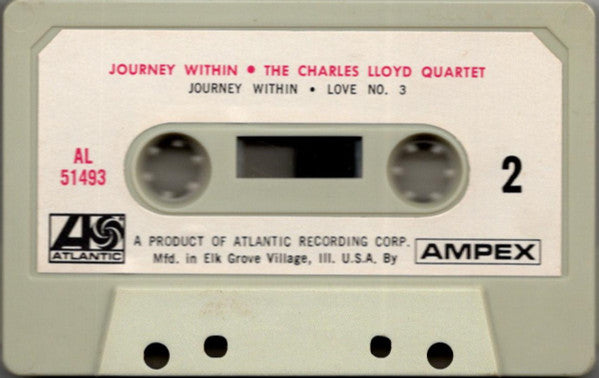 JOURNEY WITHIN • THE CHARLES LLOYD QUARTET
JOURNEY WITHIN • LOVE NO. 3
AL
51493
2
ATLANTIC
A PRODUCT OF ATLANTIC RECORDING CORP.
Mfd. in Elk Grove Village, Ill. U.S.A. By
AMPEX